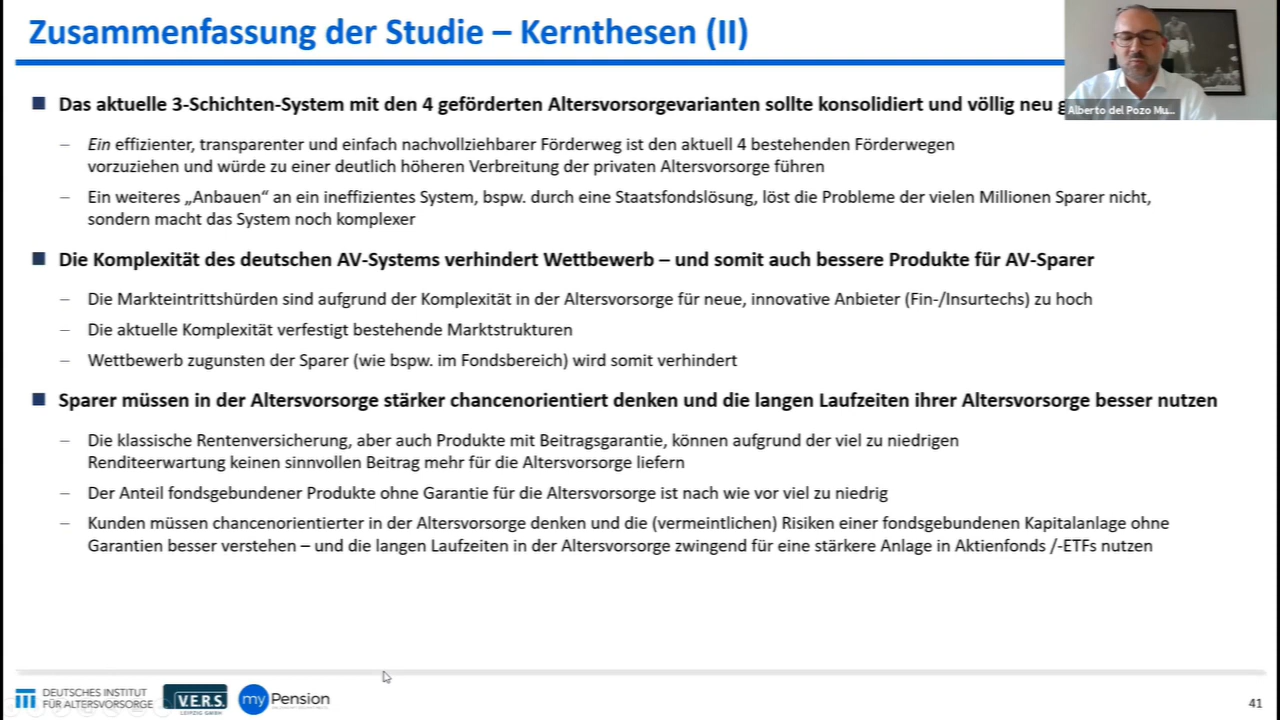 Zusammenfassung der Studie – Kernthesen (II)
Das aktuelle 3-Schichten-System mit den 4 geförderten Altersvorsorgevarianten sollte konsolidiert und völlig neu
Alberto del Pozo Mu...
Ein effizienter, transparenter und einfach nachvollziehbarer Förderweg ist den aktuell 4 bestehenden Förderwegen
vorzuziehen und würde zu einer deutlich höheren Verbreitung der privaten Altersvorsorge führen
Ein weiteres „Anbauen“ an ein ineffizientes System, bspw. durch eine Staatsfondslösung, löst die Probleme der vielen Millionen Sparer nicht,
sondern macht das System noch komplexer
Die Komplexität des deutschen AV-Systems verhindert Wettbewerb – und somit auch bessere Produkte für AV-Sparer
– Die Markteintrittshürden sind aufgrund der Komplexität in der Altersvorsorge für neue, innovative Anbieter (Fin-/Insurtechs) zu hoch
– Die aktuelle Komplexität verfestigt bestehende Marktstrukturen
– Wettbewerb zugunsten der Sparer (wie bspw. im Fondsbereich) wird somit verhindert
Sparer müssen in der Altersvorsorge stärker chancenorientiert denken und die langen Laufzeiten ihrer Altersvorsorge besser nutzen
– Die klassische Rentenversicherung, aber auch Produkte mit Beitragsgarantie, können aufgrund der viel zu niedrigen
Renditeerwartung keinen sinnvollen Beitrag mehr für die Altersvorsorge liefern
– Der Anteil fondsgebundener Produkte ohne Garantie für die Altersvorsorge ist nach wie vor viel zu niedrig
– Kunden müssen chancenorientierter in der Altersvorsorge denken und die (vermeintlichen) Risiken einer fondsgebundenen Kapitalanlage ohne
Garantien besser verstehen – und die langen Laufzeiten in der Altersvorsorge zwingend für eine stärkere Anlage in Aktienfonds /-ETFs nutzen
DEUTSCHES INSTITUT
FÜR ALTERSVORSORGE
V.E.R.S.
LEIPZIG GMBH
myPension
41